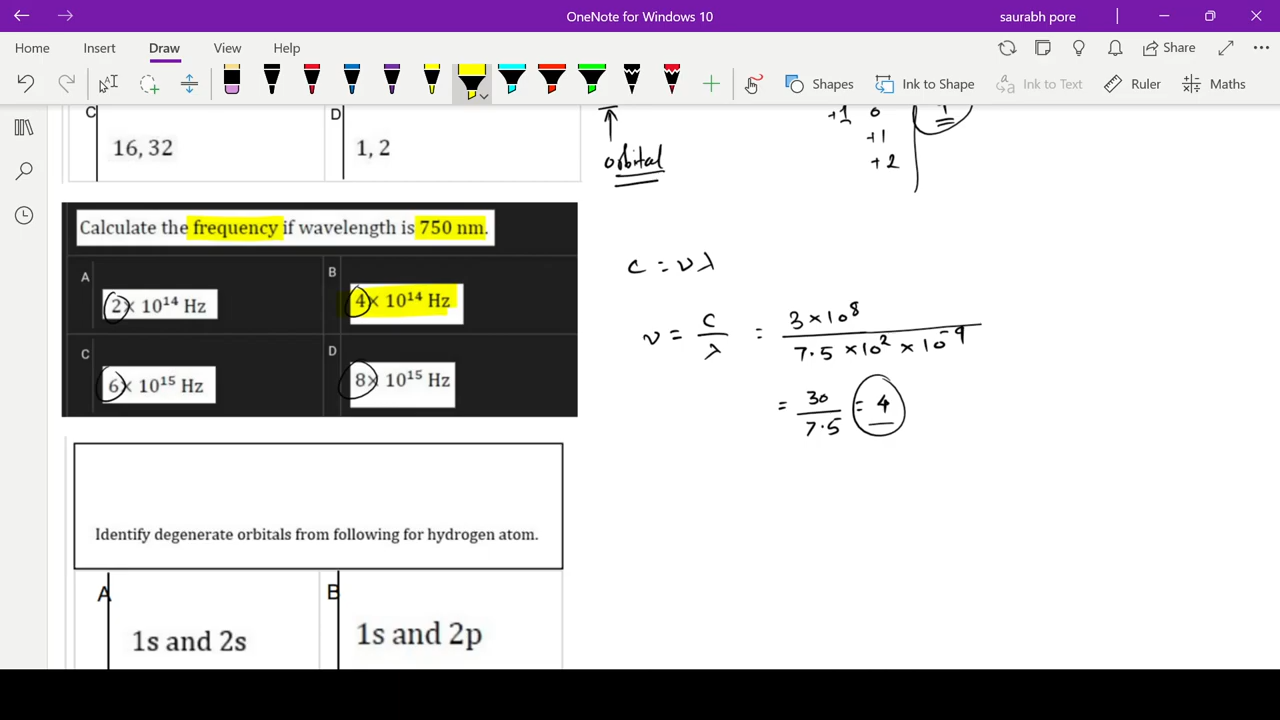 OneNote for Windows 10
saurabh pore
Home Insert Draw View Help
Share
Shapes Ink to Shape Ink to Text Ruler Maths
C
16, 32
D
1, 2
+1 0
+1
+2
orbital
Calculate the frequency if wavelength is 750 nm.
A
2 × 10¹⁴ Hz
B
4 × 10¹⁴ Hz
C
6 × 10¹⁵ Hz
D
8 × 10¹⁵ Hz
c = νλ
ν = c/λ = 3 × 10⁸ / 7.5 × 10² × 10⁻⁹
= 30/7.5 = 4
Identify degenerate orbitals from following for hydrogen atom.
A
1s and 2s
B
1s and 2p